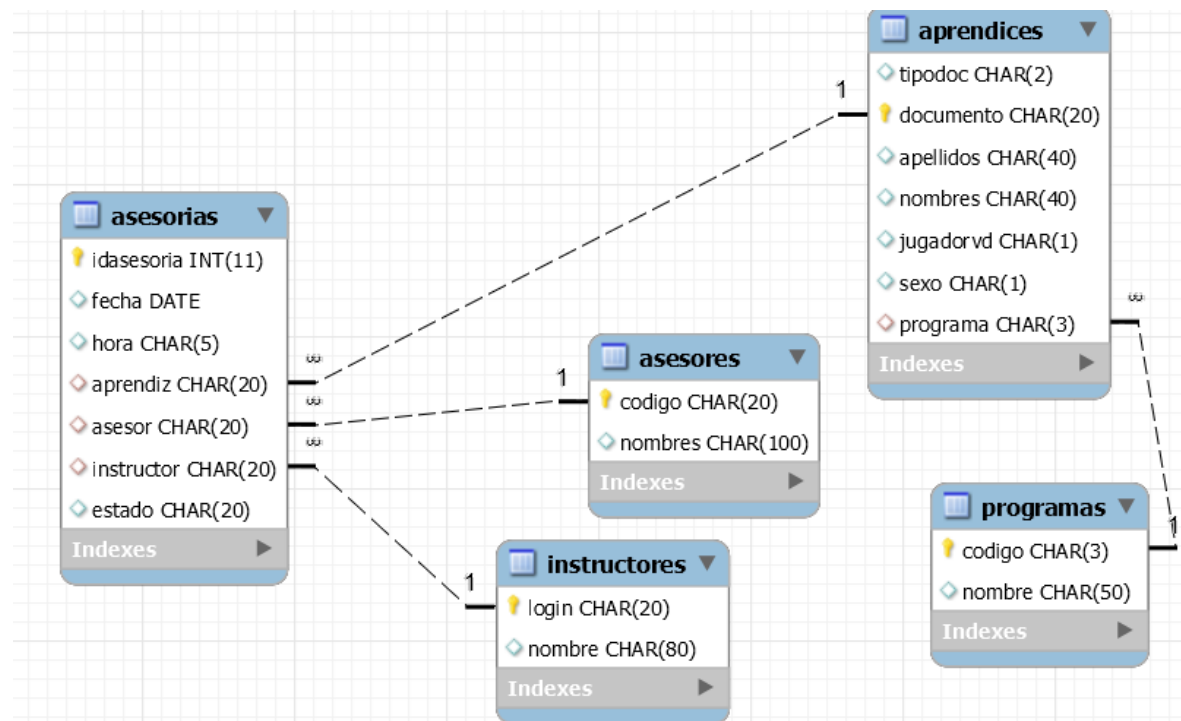 aprendices
tipodoc CHAR(2)
documento CHAR(20)
apellidos CHAR(40)
nombres CHAR(40)
jugadorvd CHAR(1)
sexo CHAR(1)
programa CHAR(3)
Indexes
1
∞
asesorias
idasesoria INT(11)
fecha DATE
hora CHAR(5)
aprendiz CHAR(20)
asesor CHAR(20)
instructor CHAR(20)
estado CHAR(20)
Indexes
∞
∞
∞
asesores
codigo CHAR(20)
nombres CHAR(100)
Indexes
1
instructores
login CHAR(20)
nombre CHAR(80)
Indexes
1
programas
codigo CHAR(3)
nombre CHAR(50)
Indexes
1